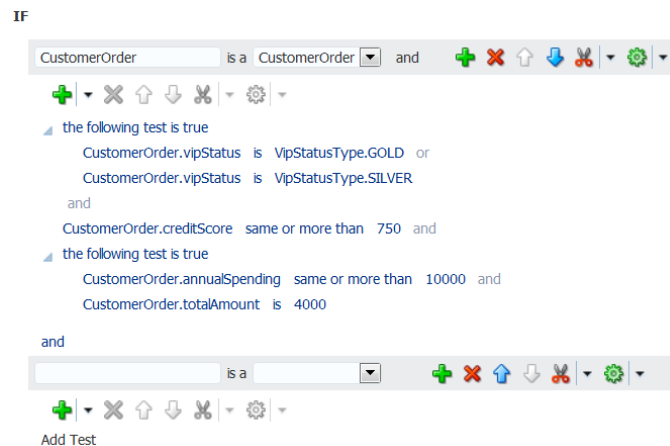 IF
CustomerOrder is a CustomerOrder and
the following test is true
CustomerOrder.vipStatus is VipStatusType.GOLD or
CustomerOrder.vipStatus is VipStatusType.SILVER
and
CustomerOrder.creditScore same or more than 750 and
the following test is true
CustomerOrder.annualSpending same or more than 10000 and
CustomerOrder.totalAmount is 4000
and
is a
Add Test